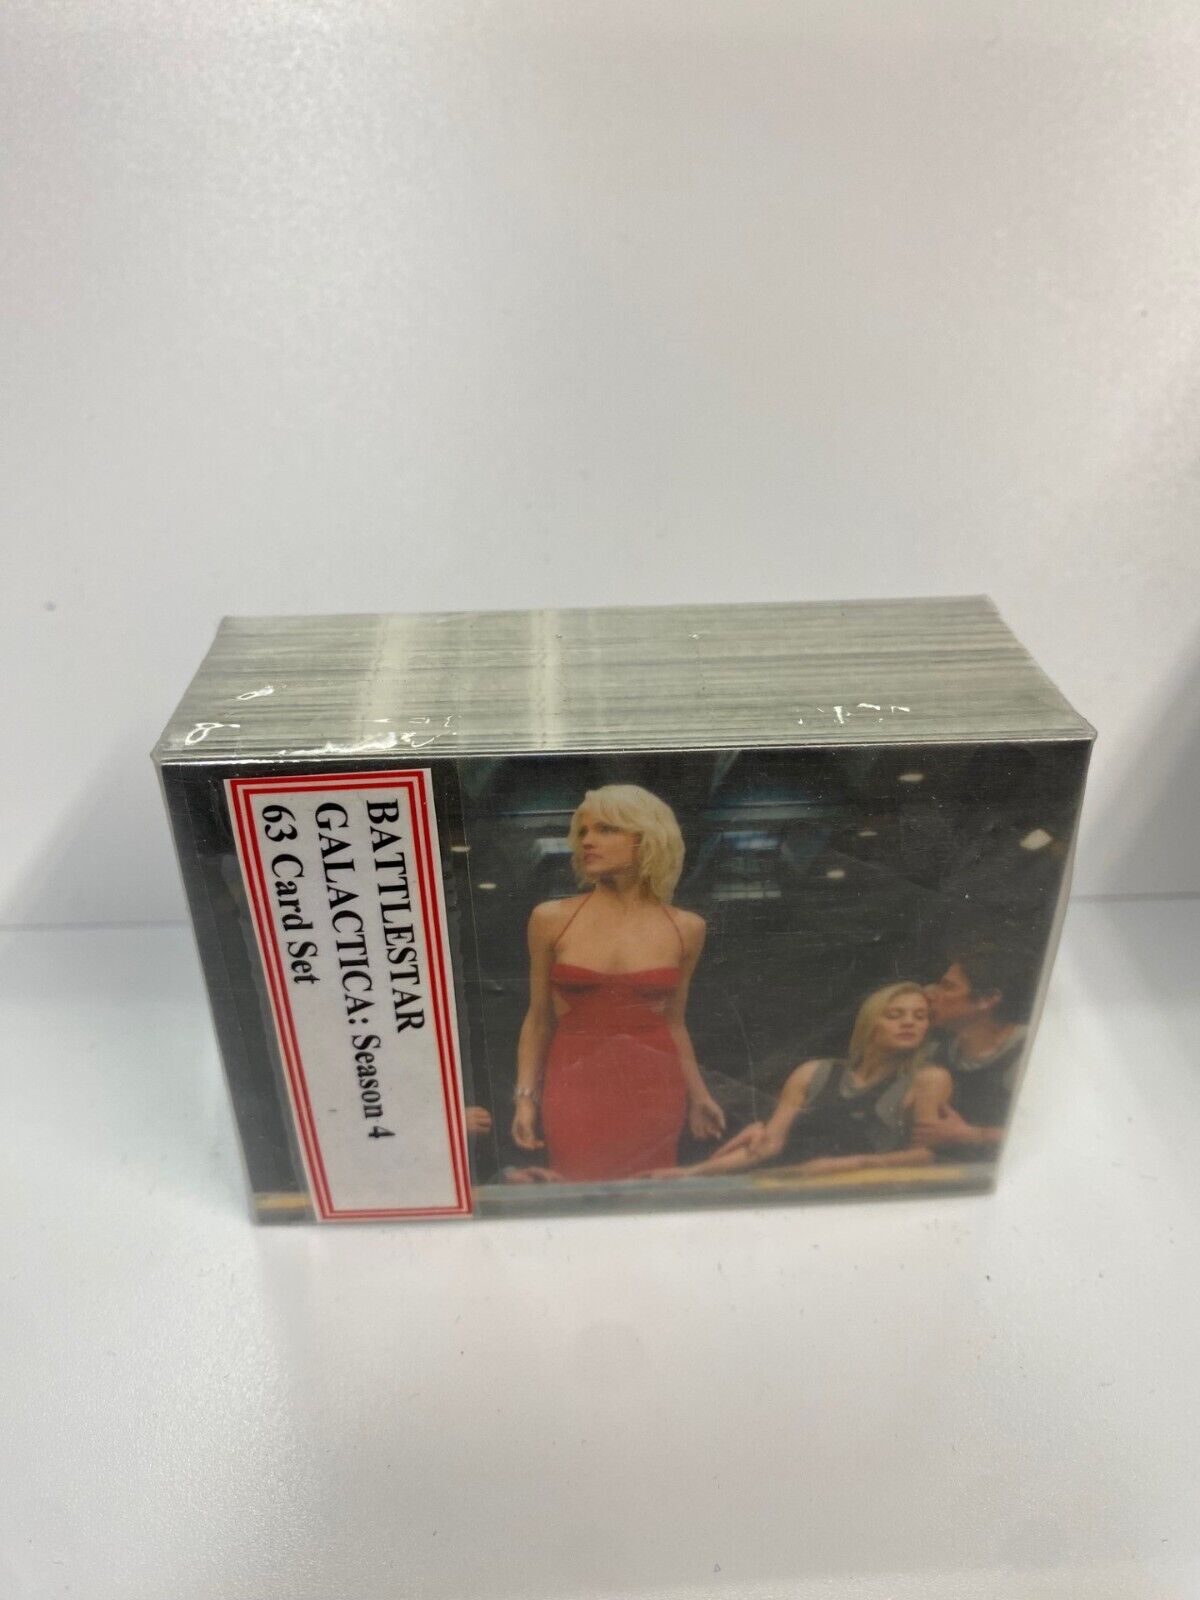 BATTLESTAR
GALACTICA: Season 4
63 Card Set